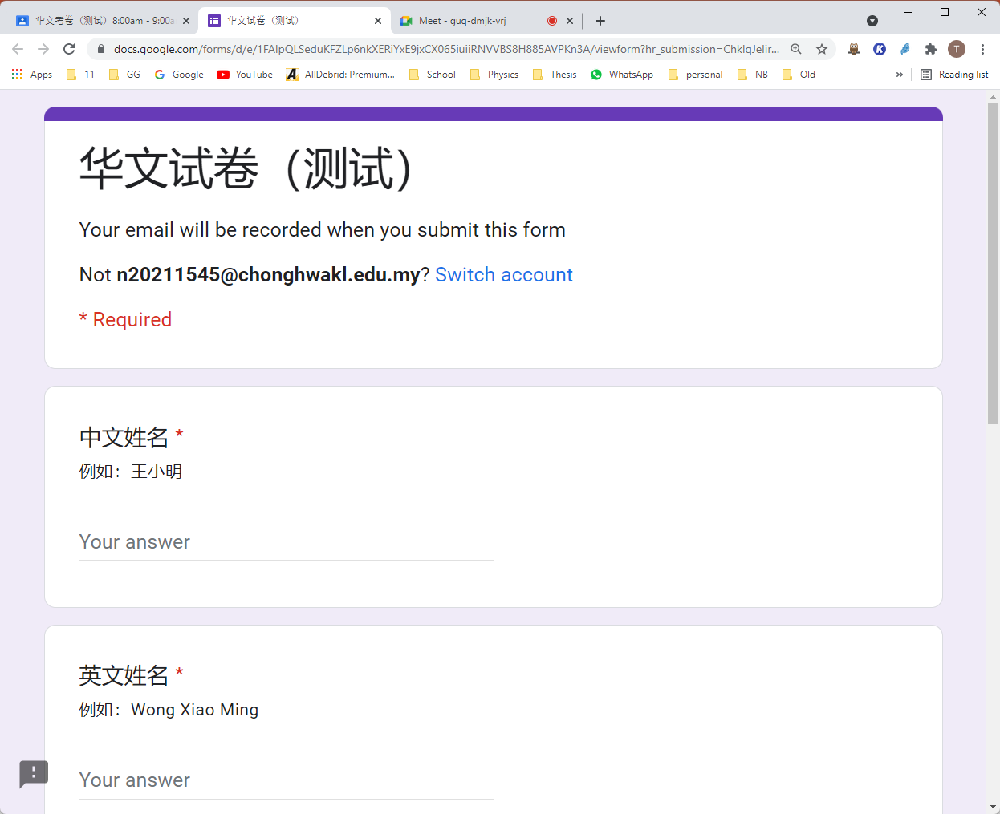 华文考卷（测试）8:00am - 9:00a
华文试卷（测试）
Meet - guq-dmjk-vrj
docs.google.com/forms/d/e/1FAIpQLSeduKFZLp6nkXERiYxE9jxCX065iuiiRNVVBS8H885AVPKn3A/viewform?hr_submission=ChkIqJeIir...
T
Apps
11
GG
Google
YouTube
AllDebrid: Premium...
School
Physics
Thesis
WhatsApp
personal
NB
Old
»
Reading list
华文试卷（测试）
Your email will be recorded when you submit this form
Not n20211545@chonghwakl.edu.my? Switch account
* Required
中文姓名 *
例如：王小明
Your answer
英文姓名 *
例如：Wong Xiao Ming
Your answer